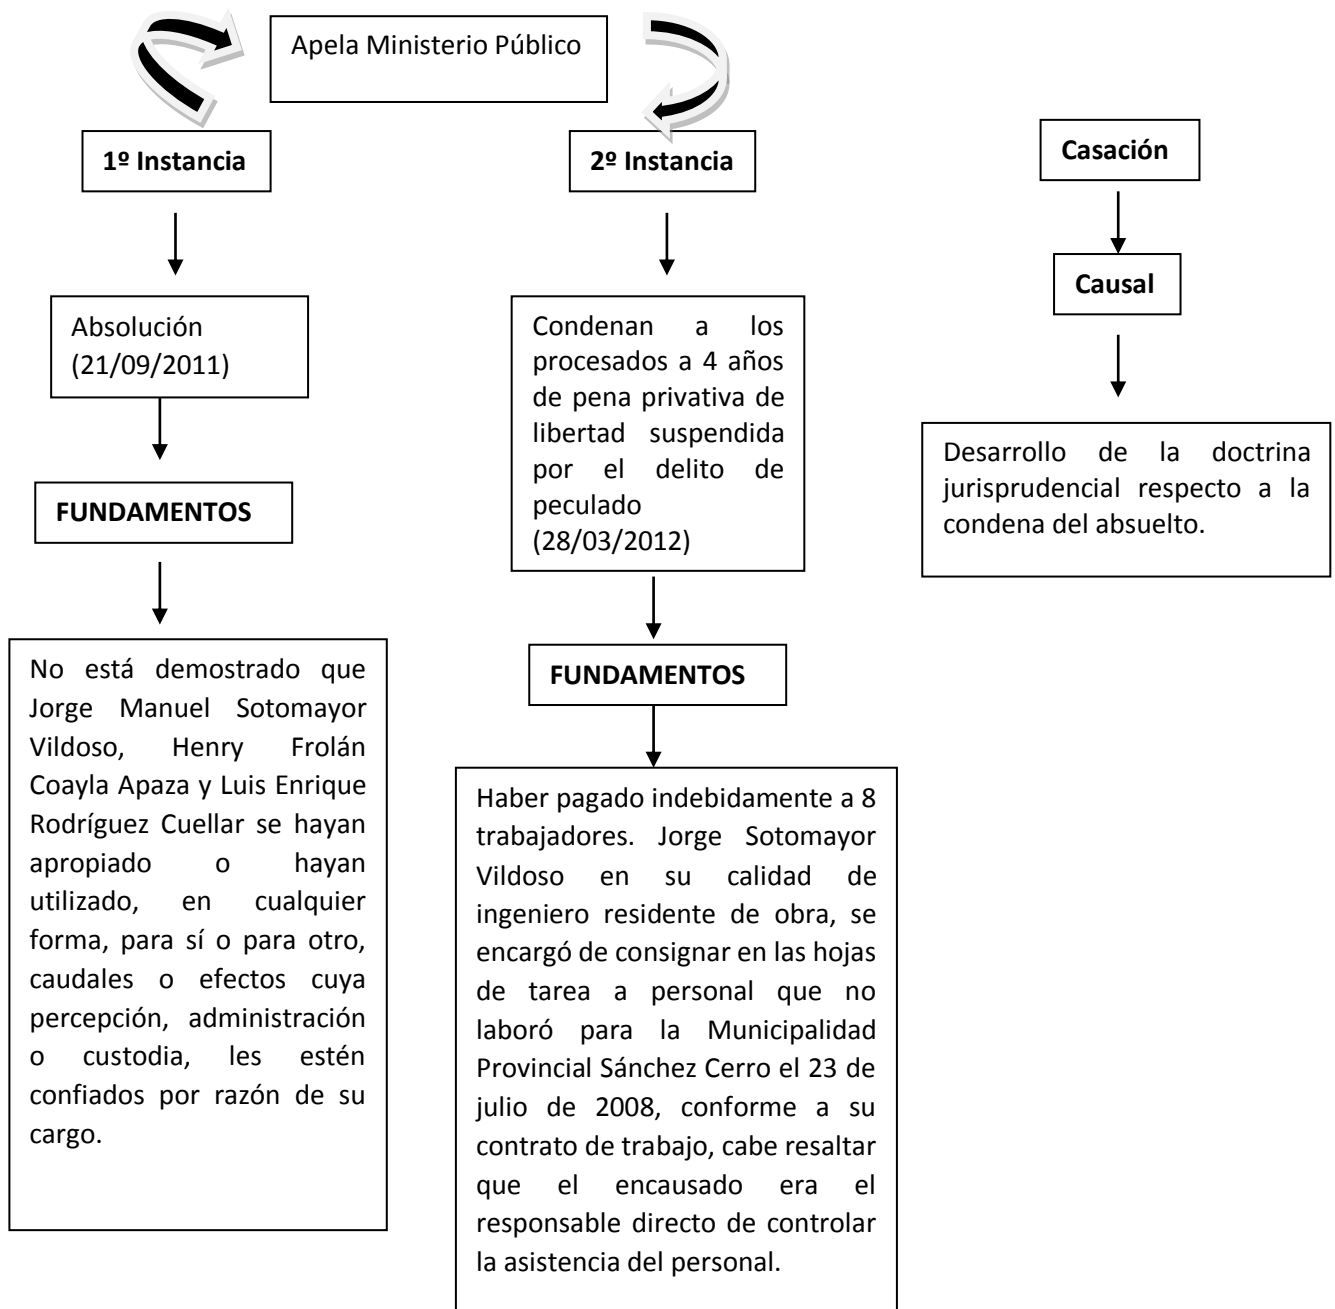 Apela Ministerio Público
1º Instancia
Absolución
(21/09/2011)
FUNDAMENTOS
No está demostrado que
Jorge Manuel Sotomayor
Vildoso, Henry Frolán
Coayla Apaza y Luis Enrique
Rodríguez Cuellar se hayan
apropiado o hayan
utilizado, en cualquier
forma, para sí o para otro,
caudales o efectos cuya
percepción, administración
o custodia, les estén
confiados por razón de su
cargo.
2º Instancia
Condenan a los
procesados a 4 años
de pena privativa de
libertad suspendida
por el delito de
peculado
(28/03/2012)
FUNDAMENTOS
Haber pagado indebidamente a 8
trabajadores. Jorge Sotomayor
Vildoso en su calidad de
ingeniero residente de obra, se
encargó de consignar en las hojas
de tarea a personal que no
laboró para la Municipalidad
Provincial Sánchez Cerro el 23 de
julio de 2008, conforme a su
contrato de trabajo, cabe resaltar
que el encausado era el
responsable directo de controlar
la asistencia del personal.
Casación
Causal
Desarrollo de la doctrina
jurisprudencial respecto a la
condena del absuelto.